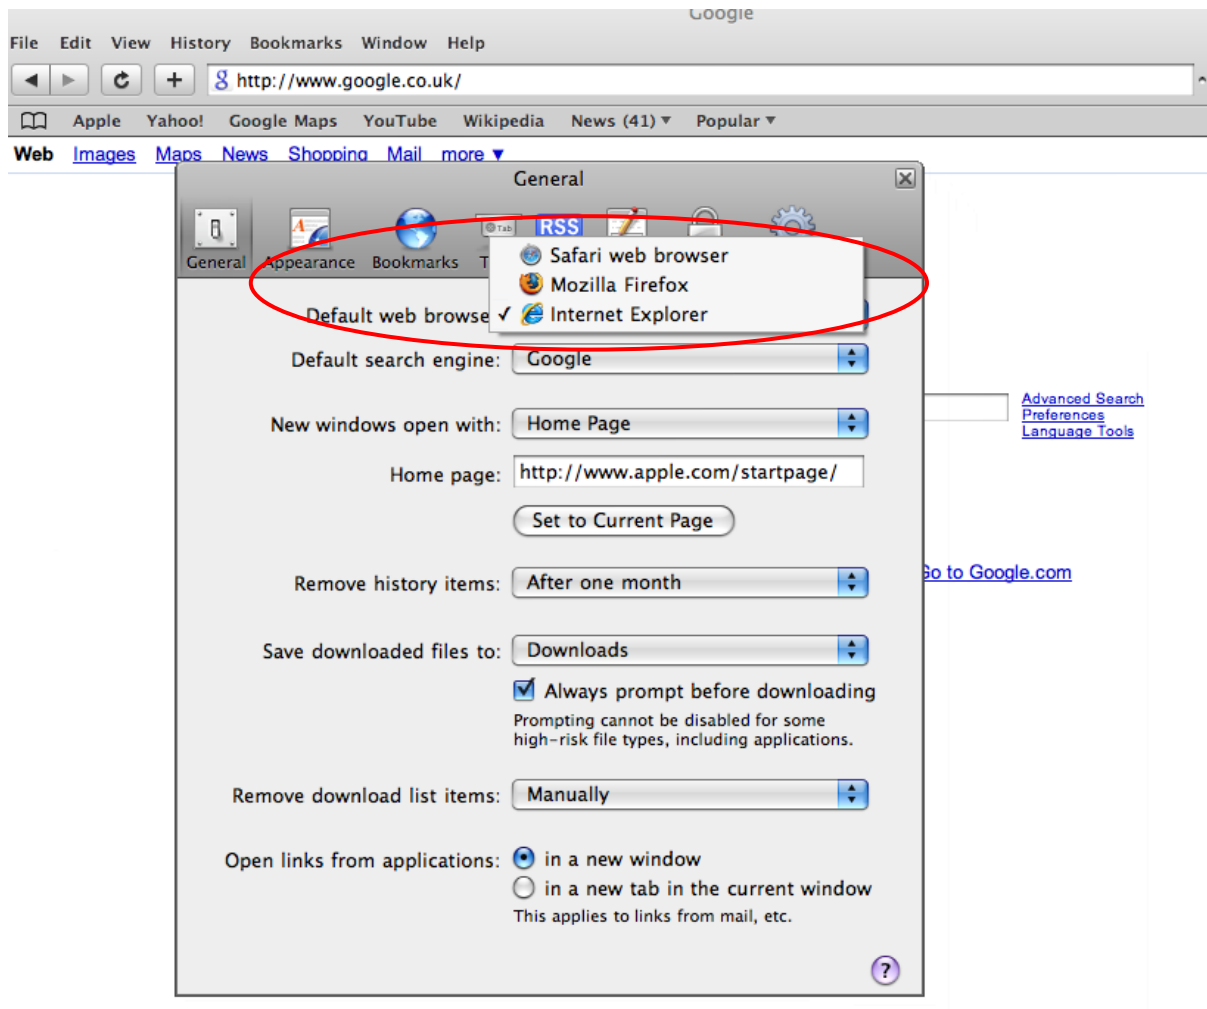 Google
File Edit View History Bookmarks Window Help
http://www.google.co.uk/
Apple Yahoo! Google Maps YouTube Wikipedia News (41) Popular
Web Images Maps News Shopping Mail more
General
Tab RSS
General Appearance Bookmarks T
Safari web browser
Mozilla Firefox
Default web browse ✓ Internet Explorer
Default search engine: Google
Advanced Search
Preferences
Language Tools
New windows open with: Home Page
Home page: http://www.apple.com/startpage/
Set to Current Page
Remove history items: After one month
Go to Google.com
Save downloaded files to: Downloads
Always prompt before downloading
Prompting cannot be disabled for some
high-risk file types, including applications.
Remove download list items: Manually
Open links from applications: in a new window
in a new tab in the current window
This applies to links from mail, etc.
?